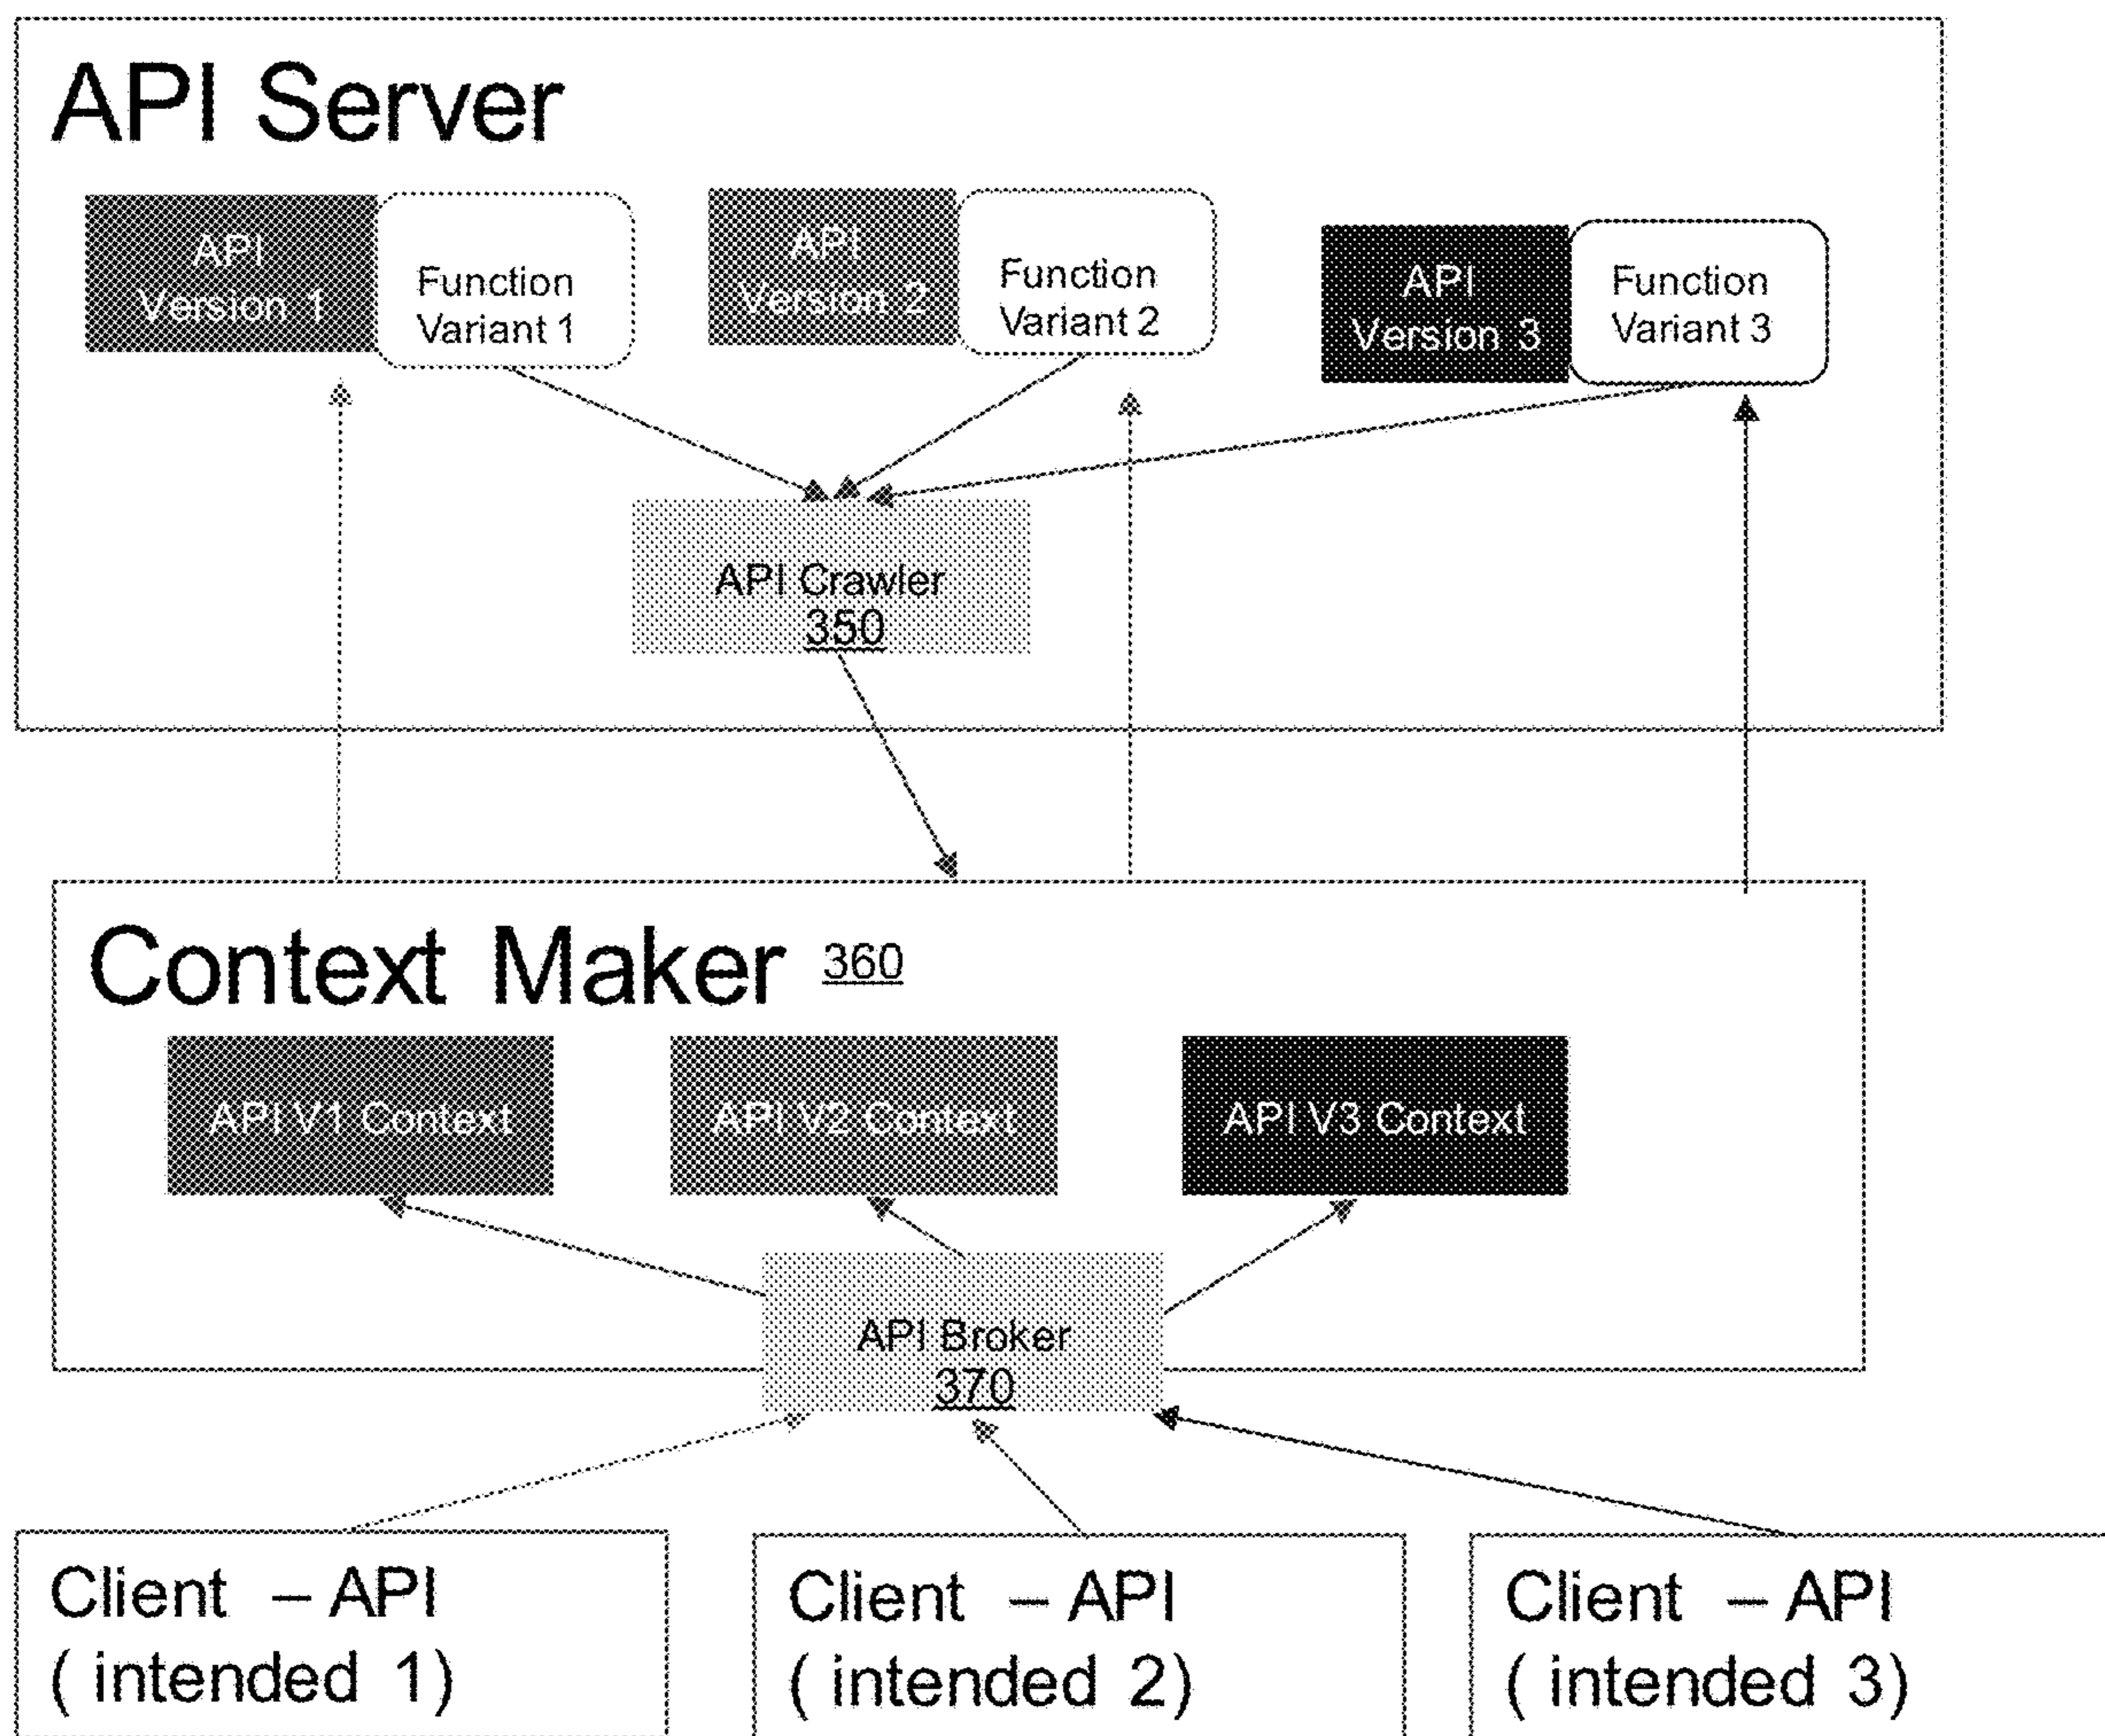 API Server
API
Version 1
Function
Variant 1
API
Version 2
Function
Variant 2
API
Version 3
Function
Variant 3
API Crawler
350
Context Maker 360
API V1 Context
API V2 Context
API V3 Context
API Broker
370
Client – API
( intended 1)
Client – API
( intended 2)
Client – API
( intended 3)